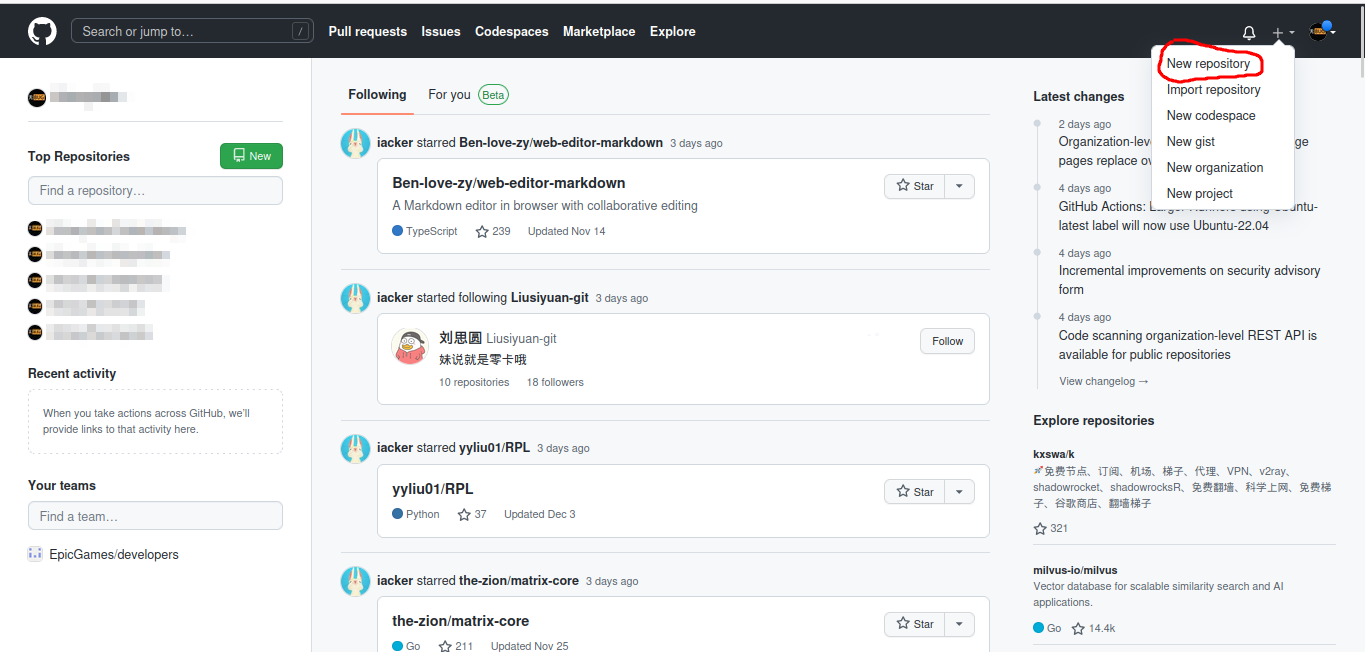 Search or jump to…
/
Pull requests
Issues
Codespaces
Marketplace
Explore
New repository
Import repository
New codespace
New gist
New organization
New project
Top Repositories
New
Find a repository…
Recent activity
When you take actions across GitHub, we'll
provide links to that activity here.
Your teams
Find a team…
EpicGames/developers
Following
For you
Beta
iacker starred Ben-love-zy/web-editor-markdown 3 days ago
Ben-love-zy/web-editor-markdown
Star
A Markdown editor in browser with collaborative editing
TypeScript 239 Updated Nov 14
iacker started following Liusiyuan-git 3 days ago
刘思圆 Liusiyuan-git
Follow
妹说就是零卡哦
10 repositories 18 followers
iacker starred yyliu01/RPL 3 days ago
yyliu01/RPL
Star
Python 37 Updated Dec 3
iacker starred the-zion/matrix-core 3 days ago
the-zion/matrix-core
Star
Go 211 Updated Nov 25
Latest changes
2 days ago
ge
pages replace
4 days ago
GitHub Actions:
latest label will now use Ubuntu-22.04
4 days ago
Incremental improvements on security advisory
form
4 days ago
Code scanning organization-level REST API is
available for public repositories
View changelog →
Explore repositories
kxswa/k
🚀免费节点、订阅、机场、梯子、代理、VPN、v2ray、
shadowrocket、shadowrocksR、免费翻墙、科学上网、免费梯
子、谷歌商店、翻墙梯子
321
milvus-io/milvus
Vector database for scalable similarity search and AI
applications.
Go 14.4k